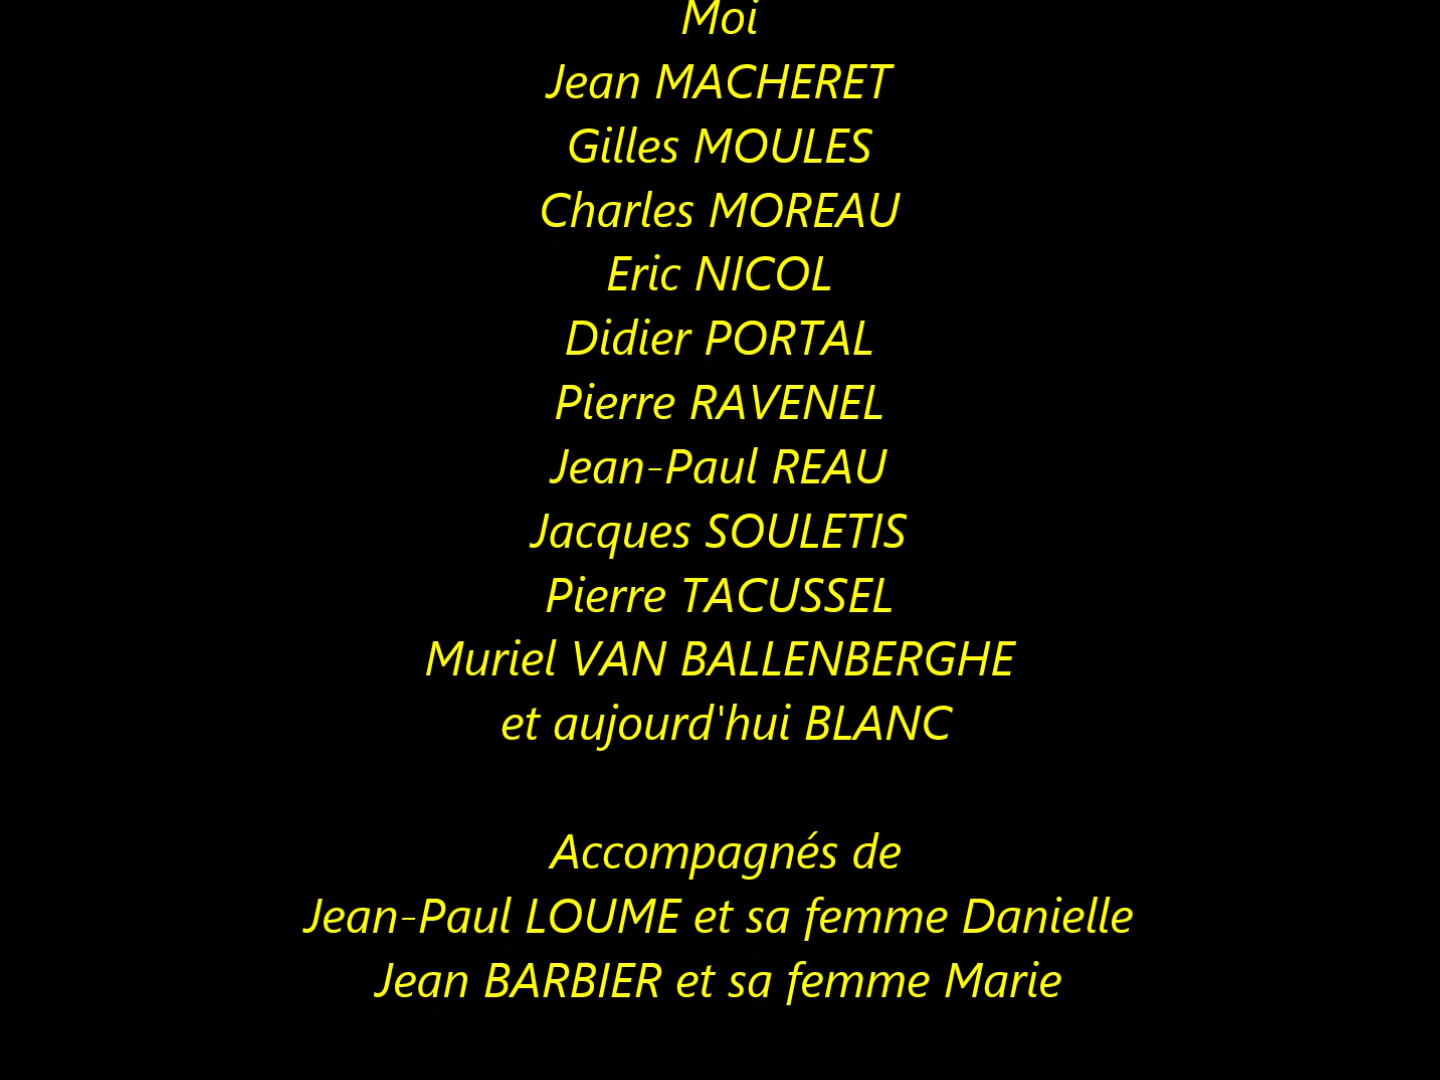 Moi
Jean MACHERET
Gilles MOULES
Charles MOREAU
Eric NICOL
Didier PORTAL
Pierre RAVENEL
Jean-Paul REAU
Jacques SOULETIS
Pierre TACUSSEL
Muriel VAN BALLENBERGHE
et aujourd'hui BLANC
Accompagnés de
Jean-Paul LOUME et sa femme Danielle
Jean BARBIER et sa femme Marie